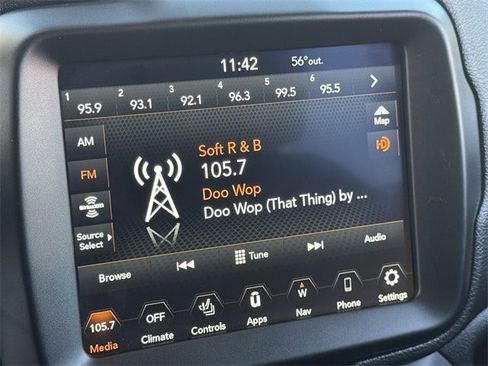 11:42 56°out.
1 2 3 4 5 6
95.9 93.1 92.1 96.3 99.5 95.5
AM
Map
Soft R & B
FM
105.7
HD
Doo Wop
Doo Wop (That Thing) by ...
SiriusXM
Source
Select
Browse Tune Audio
105.7 OFF U W
Media Climate Controls Apps Nav Phone Settings